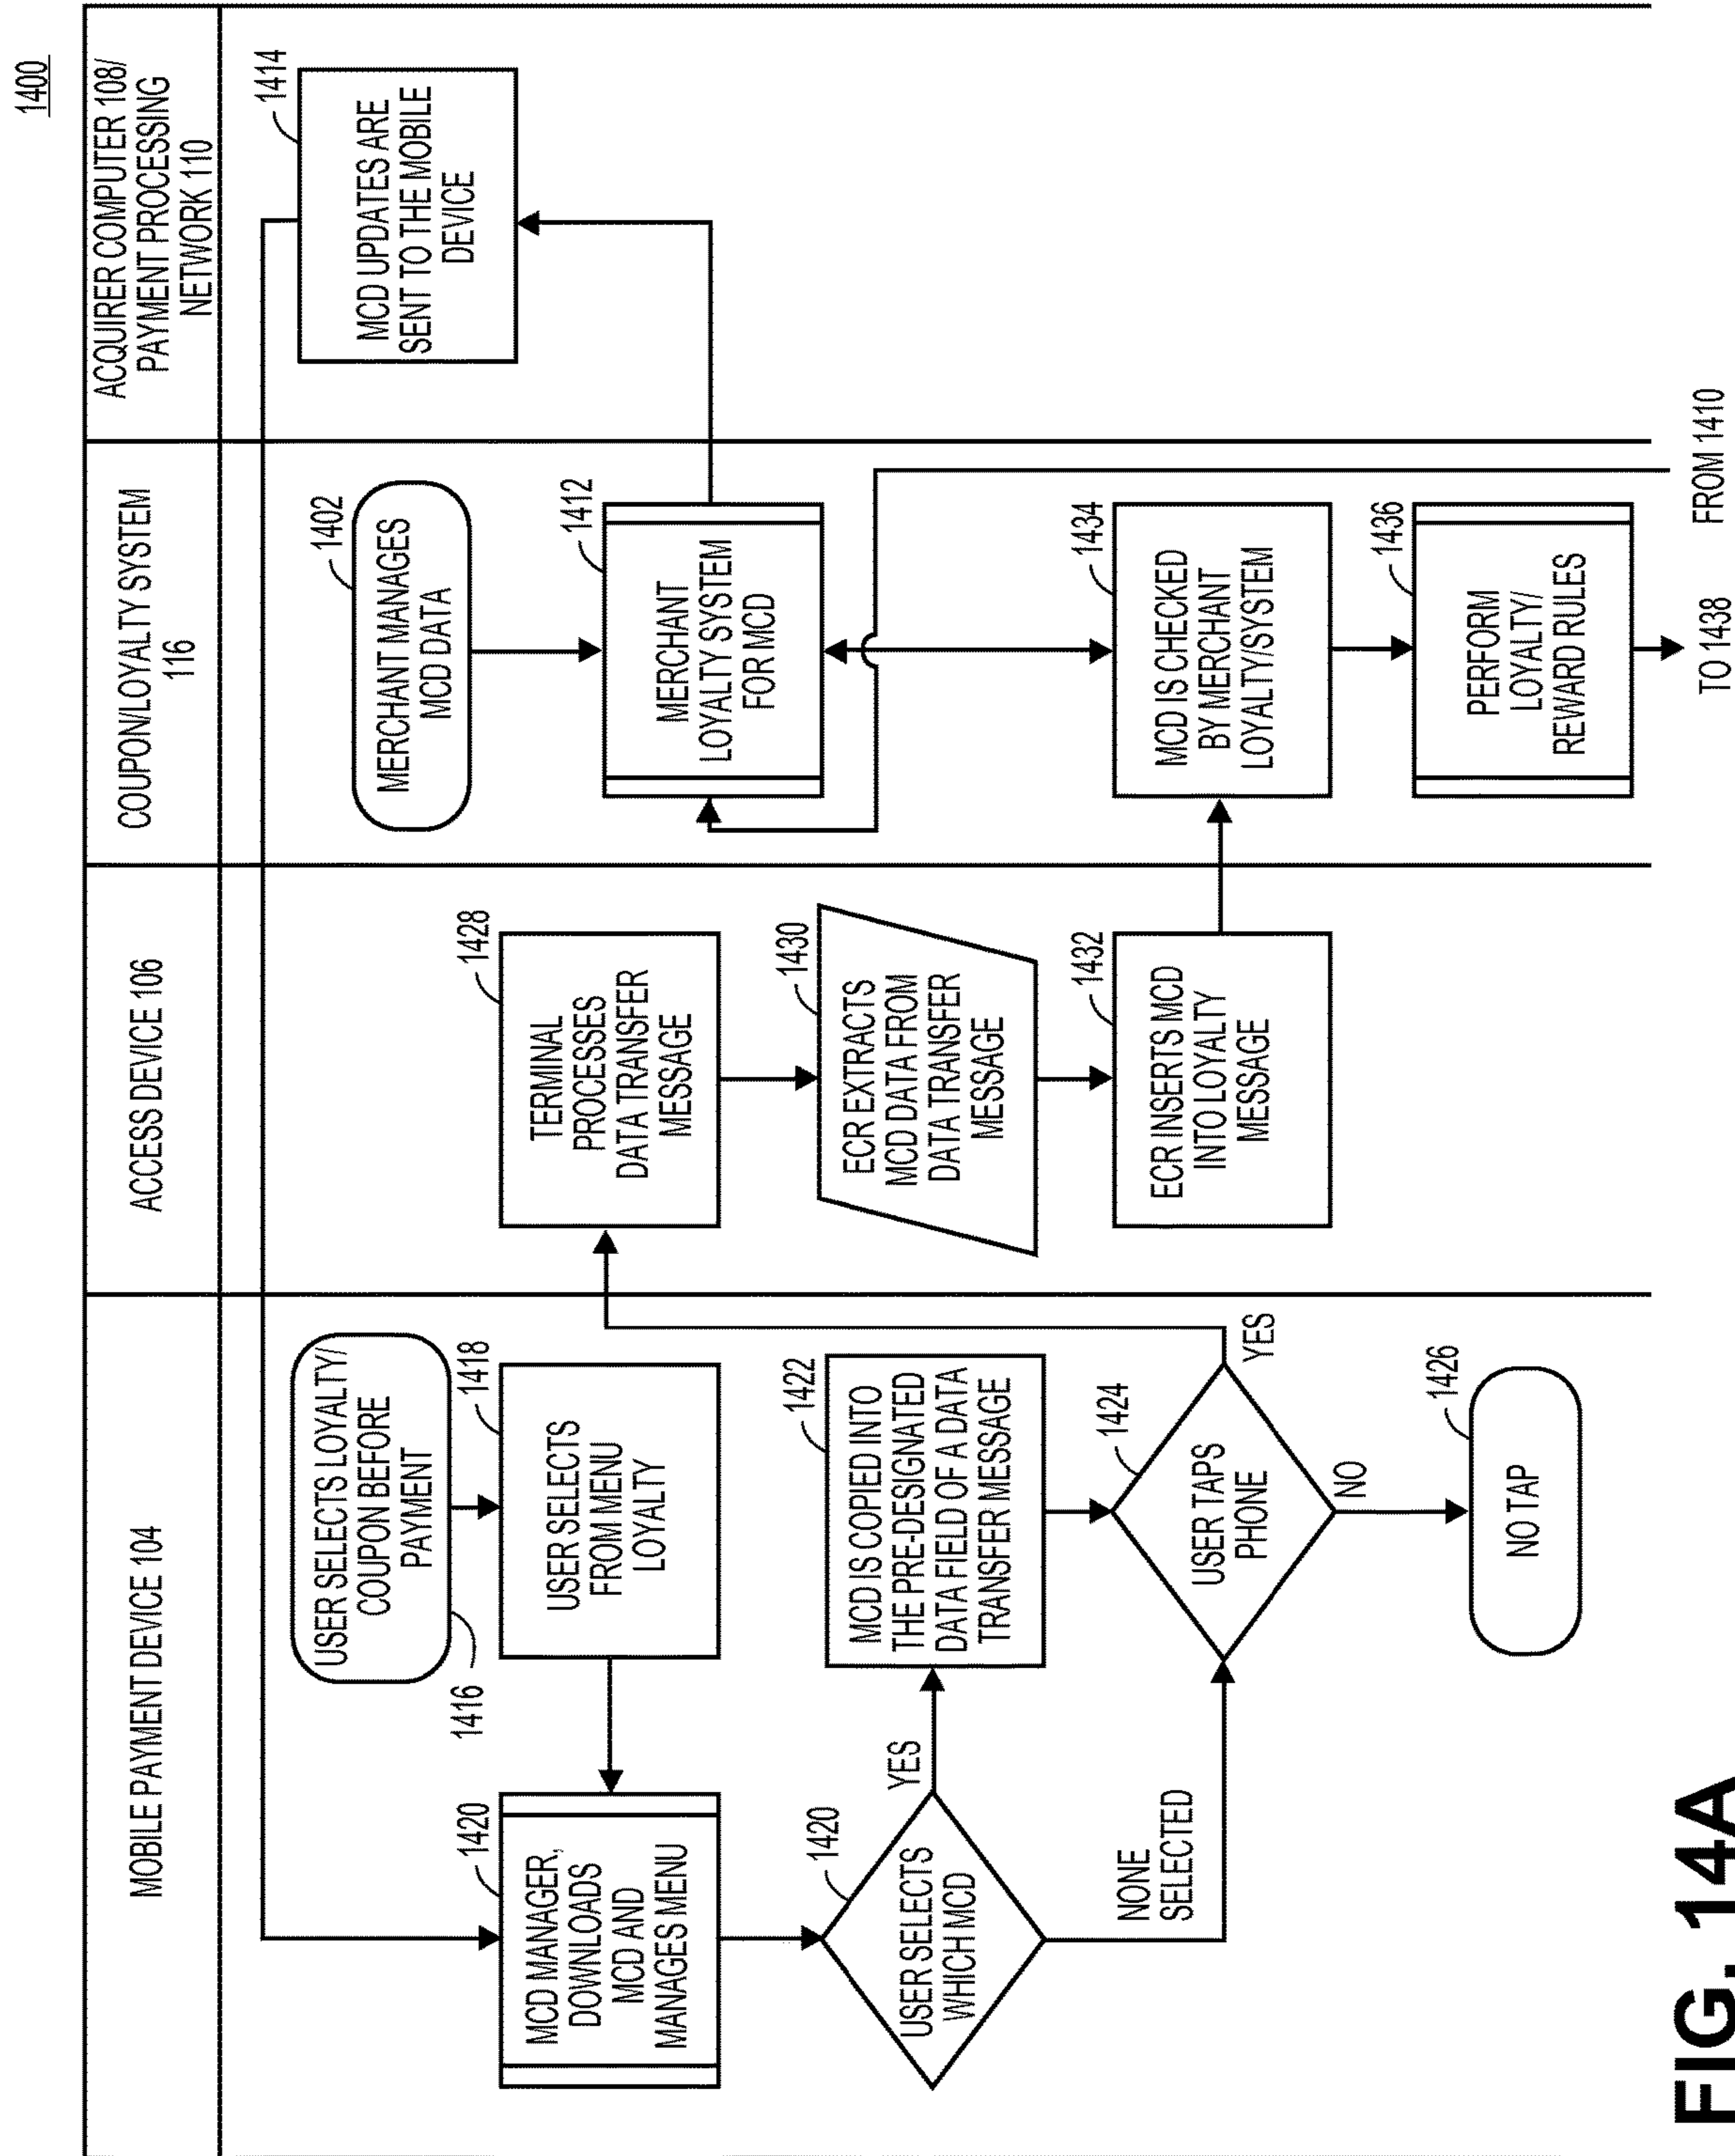 1400
MOBILE PAYMENT DEVICE 104
ACCESS DEVICE 106
COUPON/LOYALTY SYSTEM
116
ACQUIRER COMPUTER 108/
PAYMENT PROCESSING
NETWORK 110
USER SELECTS LOYALTY/
COUPON BEFORE
PAYMENT
1416
1418
USER SELECTS
FROM MENU
LOYALTY
1420
MCD MANAGER,
DOWNLOADS
MCD AND
MANAGES MENU
1420
USER SELECTS
WHICH MCD
YES
NONE
SELECTED
1422
MCD IS COPIED INTO
THE PRE-DESIGNATED
DATA FIELD OF A DATA
TRANSFER MESSAGE
1424
USER TAPS
PHONE
YES
NO
1426
NO TAP
1428
TERMINAL
PROCESSES
DATA TRANSFER
MESSAGE
1430
ECR EXTRACTS
MCD DATA FROM
DATA TRANSFER
MESSAGE
1432
ECR INSERTS MCD
INTO LOYALTY
MESSAGE
1402
MERCHANT MANAGES
MCD DATA
1412
MERCHANT
LOYALTY SYSTEM
FOR MCD
1434
MCD IS CHECKED
BY MERCHANT
LOYALTY/SYSTEM
1436
PERFORM
LOYALTY/
REWARD RULES
TO 1438
FROM 1410
1414
MCD UPDATES ARE
SENT TO THE MOBILE
DEVICE
FIG. 14A